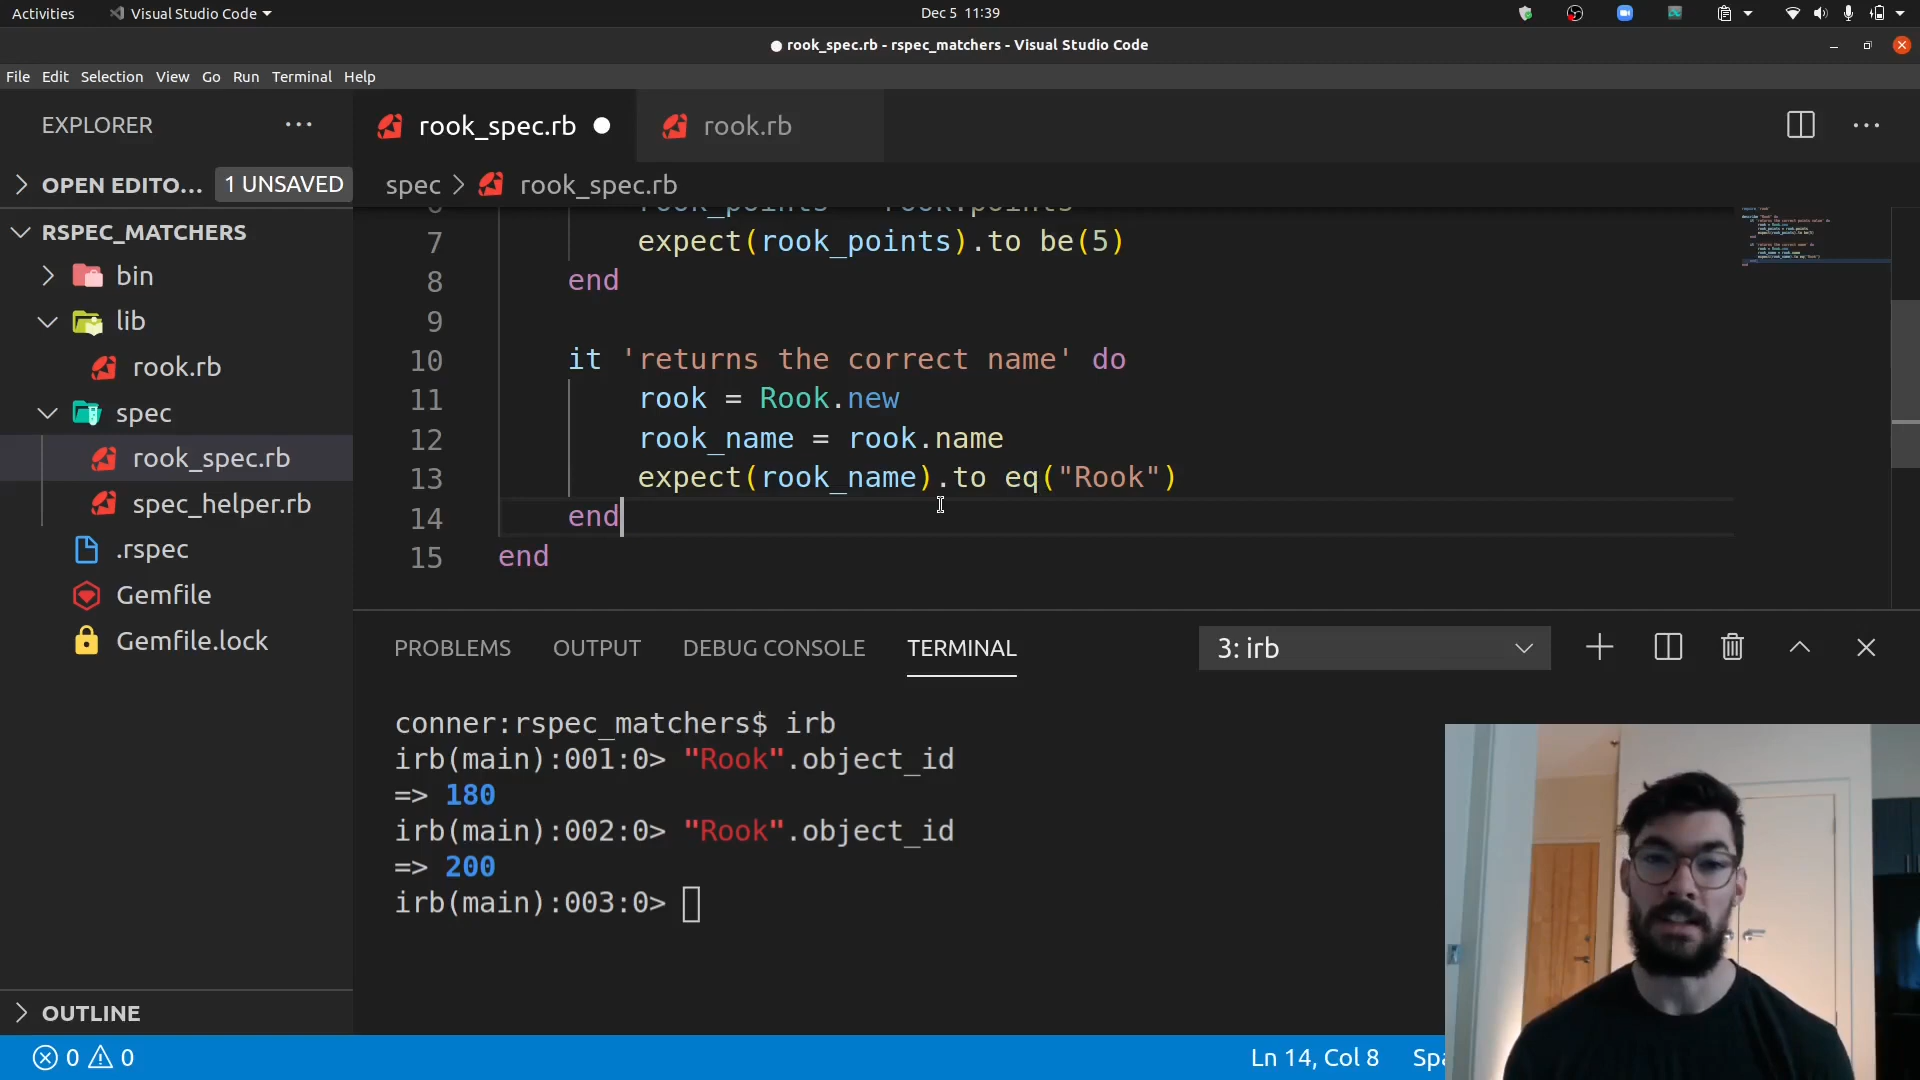 Activities Visual Studio Code Dec 5 11:39
rook_spec.rb - rspec_matchers - Visual Studio Code
File Edit Selection View Go Run Terminal Help
EXPLORER ...
rook_spec.rb rook.rb
OPEN EDITO... 1 UNSAVED
spec > rook_spec.rb
RSPEC_MATCHERS
bin
lib
rook.rb
spec
rook_spec.rb
spec_helper.rb
.rspec
Gemfile
Gemfile.lock
OUTLINE
6 rook_points = rook.points
7 expect(rook_points).to be(5)
8 end
9
10 it 'returns the correct name' do
11 rook = Rook.new
12 rook_name = rook.name
13 expect(rook_name).to eq("Rook")
14 end
15 end
PROBLEMS OUTPUT DEBUG CONSOLE TERMINAL 3: irb
conner:rspec_matchers$ irb
irb(main):001:0> "Rook".object_id
=> 180
irb(main):002:0> "Rook".object_id
=> 200
irb(main):003:0>
0 0 Ln 14, Col 8